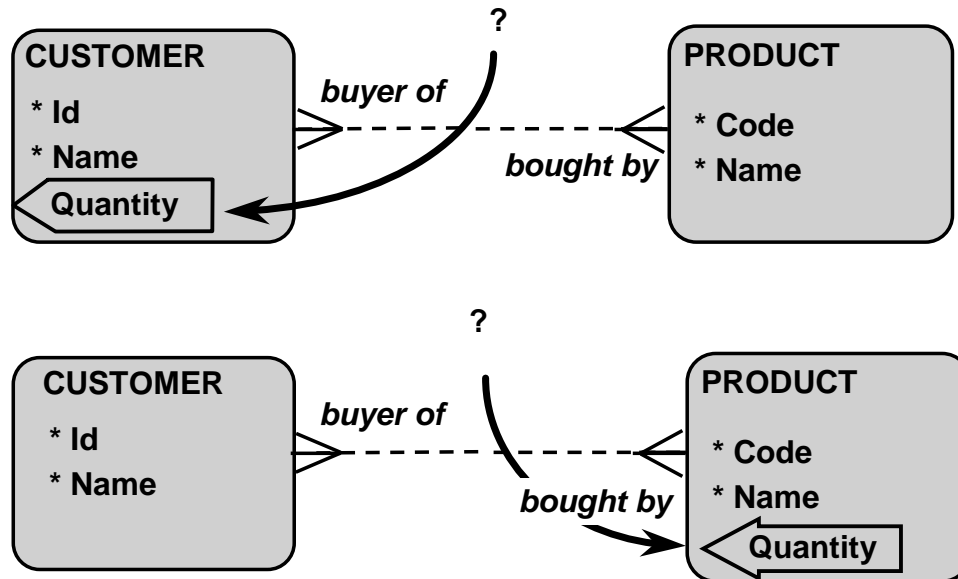 ?
CUSTOMER
* Id
* Name
Quantity
buyer of
bought by
PRODUCT
* Code
* Name
?
CUSTOMER
* Id
* Name
buyer of
bought by
PRODUCT
* Code
* Name
Quantity